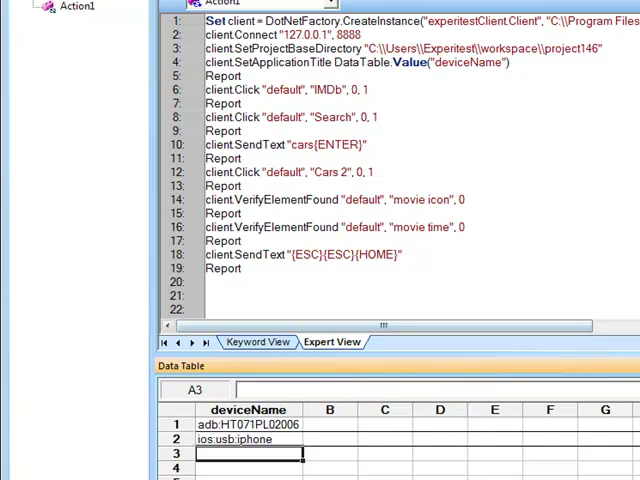 Action1
Action1
1: Set client = DotNetFactory.CreateInstance("experitestClient.Client", "C:\\Program Files
2: client.Connect "127.0.0.1", 8888
3: client.SetProjectBaseDirectory "C:\\Users\\Experitest\\workspace\\project146"
4: client.SetApplicationTitle DataTable.Value("deviceName")
5: Report
6: client.Click "default", "IMDb", 0, 1
7: Report
8: client.Click "default", "Search", 0, 1
9: Report
10: client.SendText "cars{ENTER}"
11: Report
12: client.Click "default", "Cars 2", 0, 1
13: Report
14: client.VerifyElementFound "default", "movie icon", 0
15: Report
16: client.VerifyElementFound "default", "movie time", 0
17: Report
18: client.SendText "{ESC}{ESC}{HOME}"
19: Report
20:
21:
22:
Keyword View Expert View
Data Table
A3
deviceName B C D E F G
1 adb:HT071PL02006
2 ios:usb:iphone
3
4